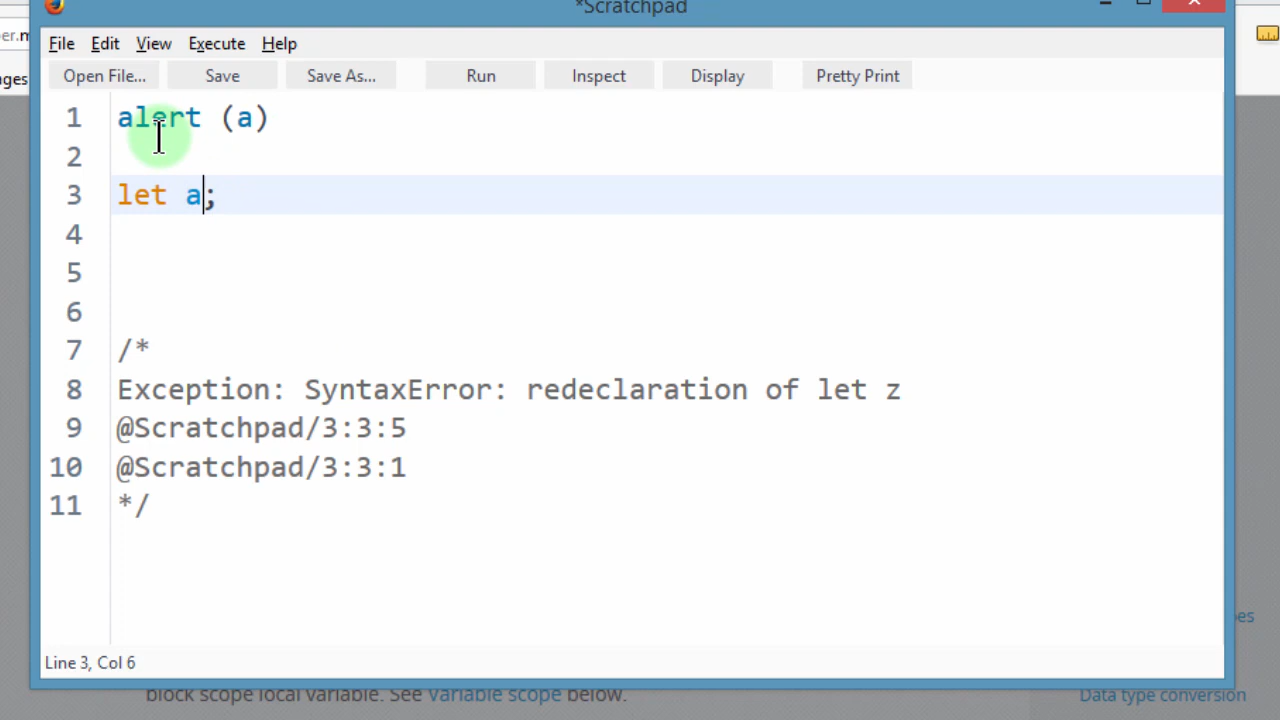 *Scratchpad
er.m
File Edit View Execute Help
ges
Open File... Save Save As... Run Inspect Display Pretty Print
1 alert (a)
2
3 let a;
4
5
6
7 /*
8 Exception: SyntaxError: redeclaration of let z
9 @Scratchpad/3:3:5
10 @Scratchpad/3:3:1
11 */
es
Line 3, Col 6
block scope local variable. See Variable scope below.
Data type conversion